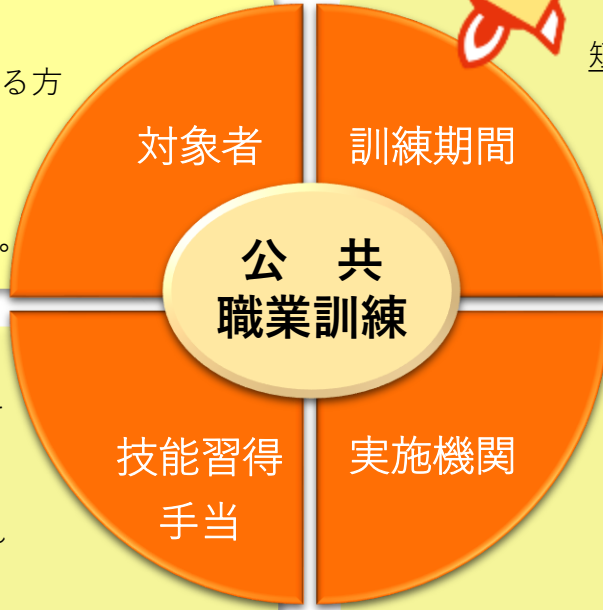 る方
対象者
訓練期間
。
公 共
職業訓練
技能習得
手当
実施機関